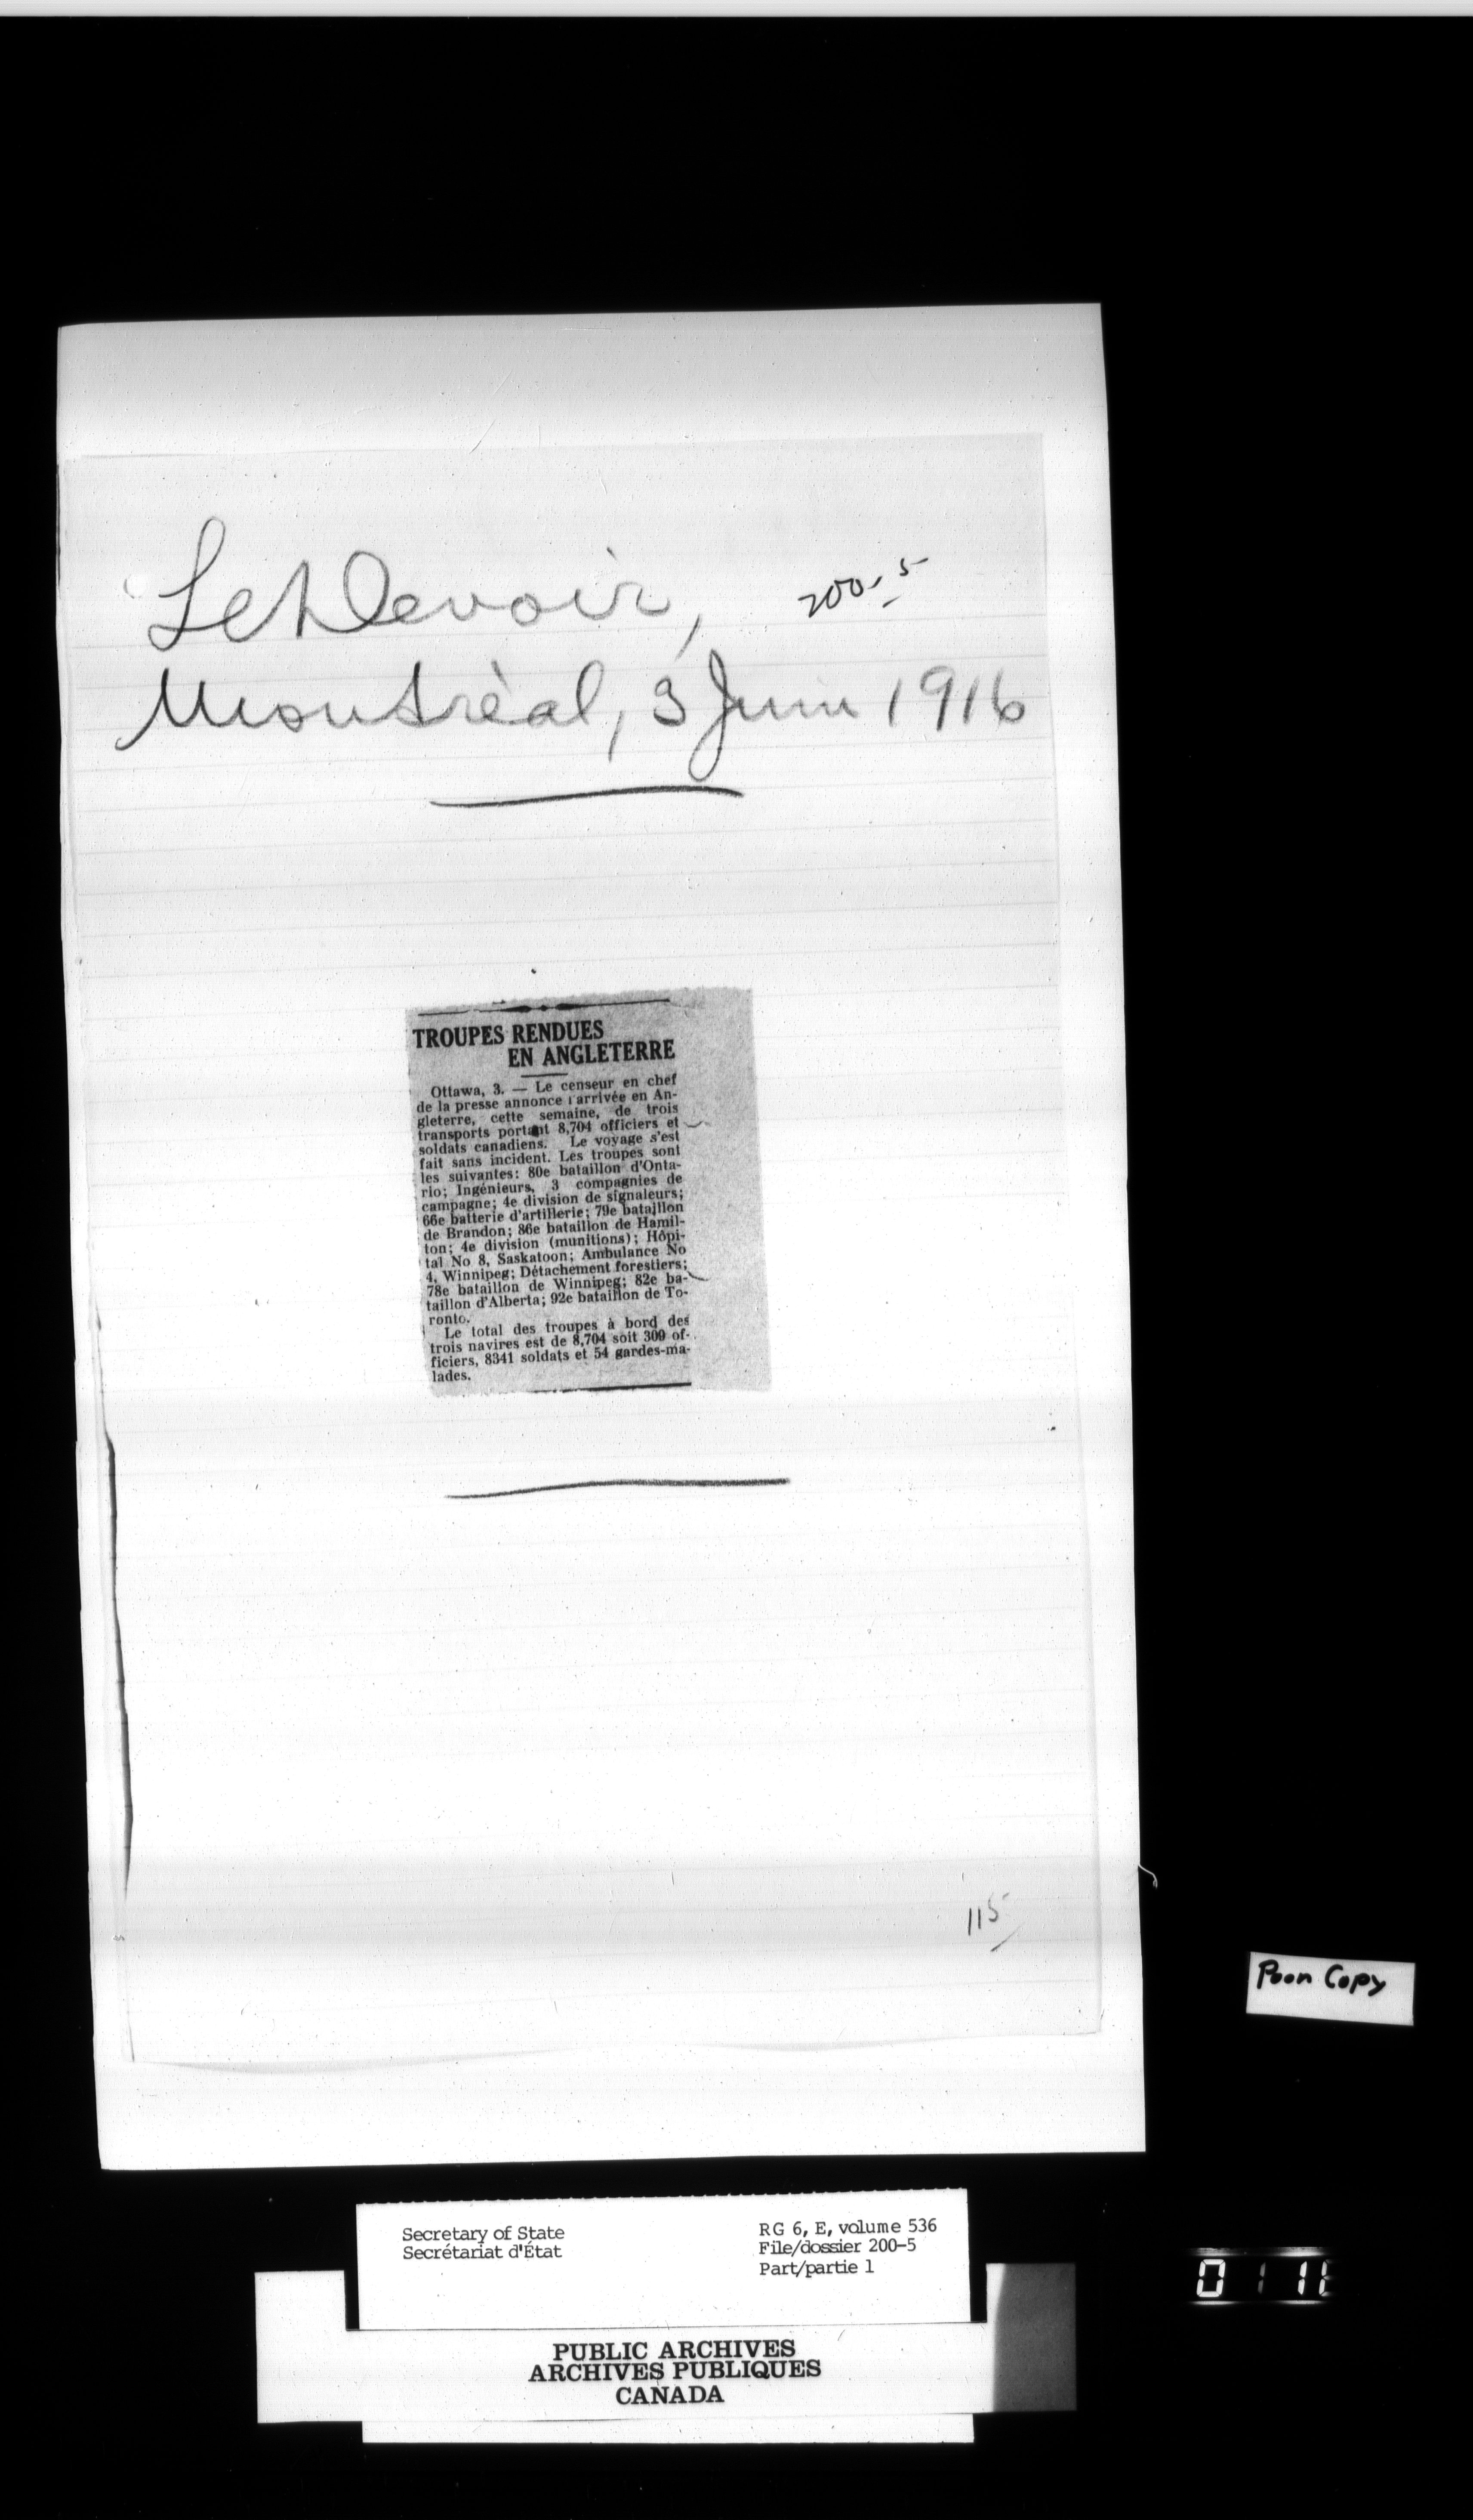 Le Devoir,
200-5
Montréal, 3 Juin 1916
TROUPES RENDUES
EN ANGLETERRE
Ottawa, 3. — Le censeur en chef
de la presse annonce l'arrivée en An-
gleterre, cette semaine, de trois
transports portant 8,704 officiers et
soldats canadiens. Le voyage s'est
fait sans incident. Les troupes sont
les suivantes: 80e bataillon d'Onta-
rio; Ingénieurs, 3 compagnies de
campagne; 4e division de signaleurs;
66e batterie d'artillerie; 79e bataillon
de Brandon; 86e bataillon de Hamil-
ton; 4e division (munitions); Hôpi-
tal No 8, Saskatoon; Ambulance No
4, Winnipeg; Détachement forestiers;
78e bataillon de Winnipeg; 82e ba-
taillon d'Alberta; 92e bataillon de To-
ronto.
Le total des troupes à bord des
trois navires est de 8,704 soit 309 of-
ficiers, 8341 soldats et 54 gardes-ma-
lades.
115
Poor Copy
Secretary of State
Secrétariat d'État
RG 6, E, volume 536
File/dossier 200-5
Part/partie 1
PUBLIC ARCHIVES
ARCHIVES PUBLIQUES
CANADA